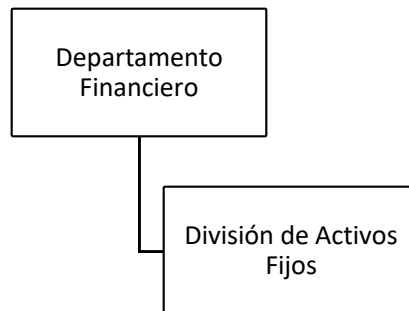 Departamento
Financiero
División de Activos
Fijos